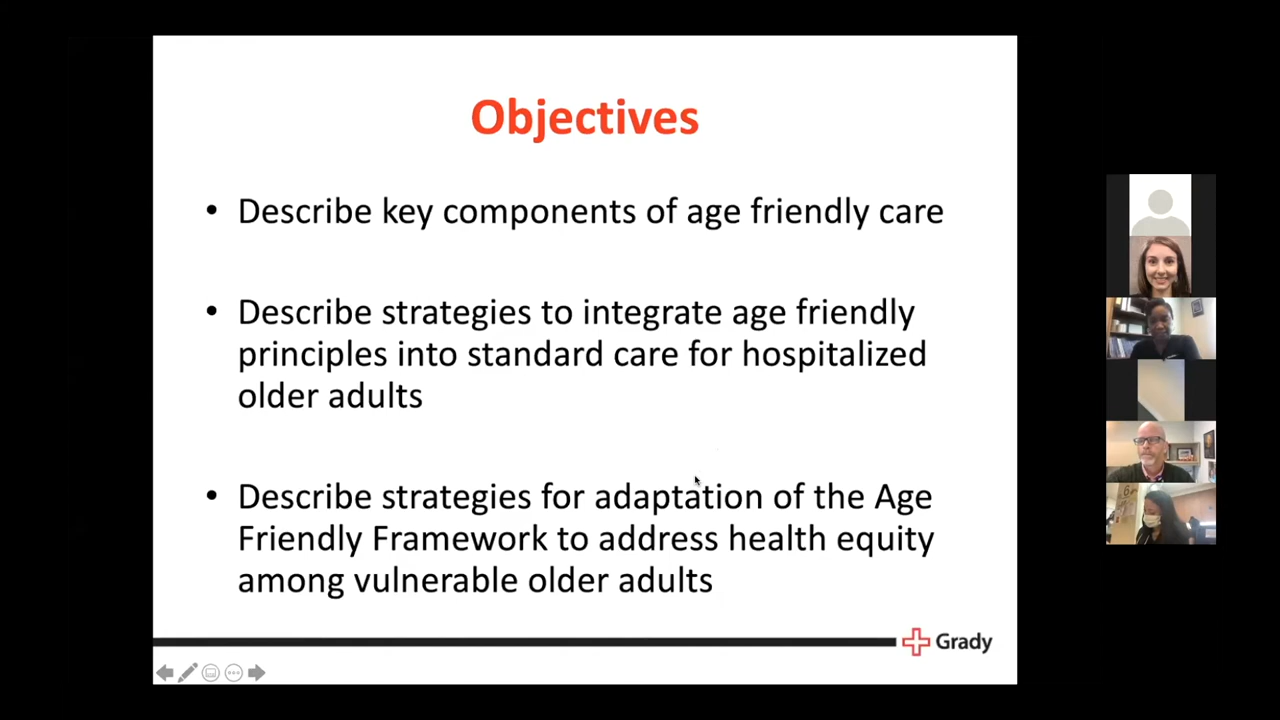 Objectives
• Describe key components of age friendly care
• Describe strategies to integrate age friendly
principles into standard care for hospitalized
older adults
• Describe strategies for adaptation of the Age
Friendly Framework to address health equity
among vulnerable older adults
Grady